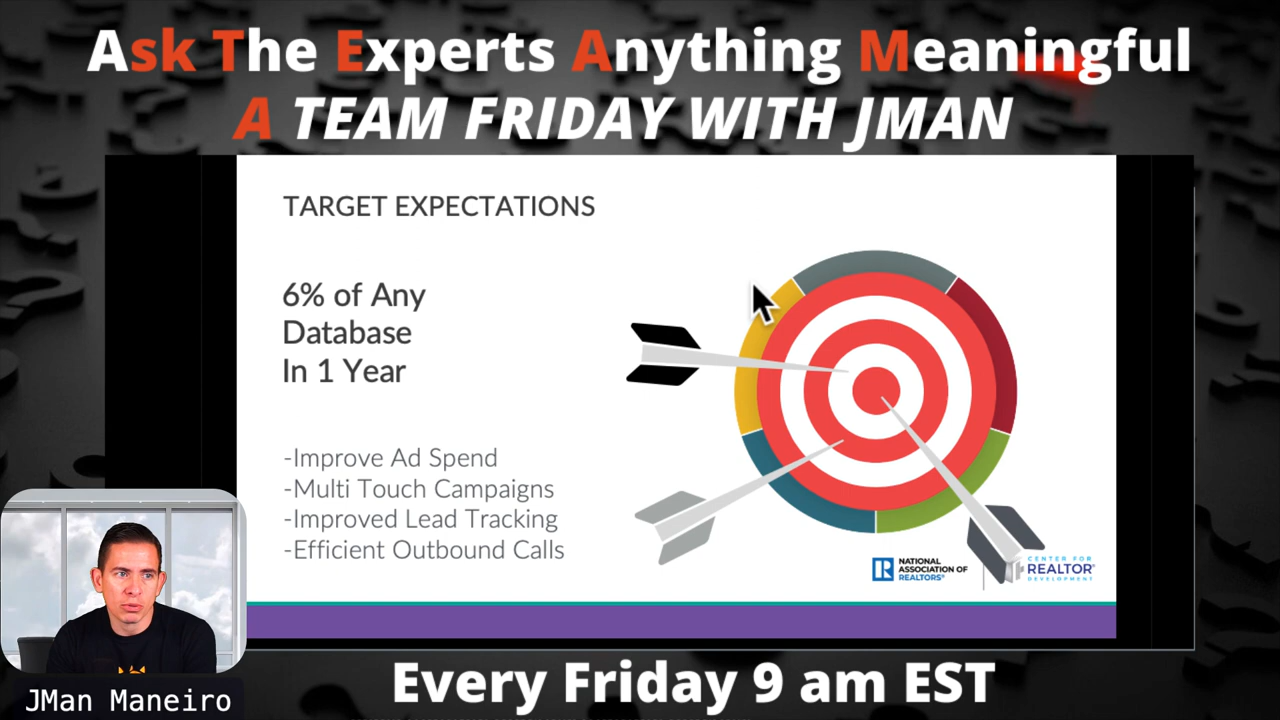 Ask The Experts Anything Meaningful
A TEAM FRIDAY WITH JMAN
TARGET EXPECTATIONS
6% of Any
Database
In 1 Year
-Improve Ad Spend
-Multi Touch Campaigns
-Improved Lead Tracking
-Efficient Outbound Calls
NATIONAL
ASSOCIATION OF
REALTORS®
CENTER FOR
REALTOR®
DEVELOPMENT
JMan Maneiro
Every Friday 9 am EST